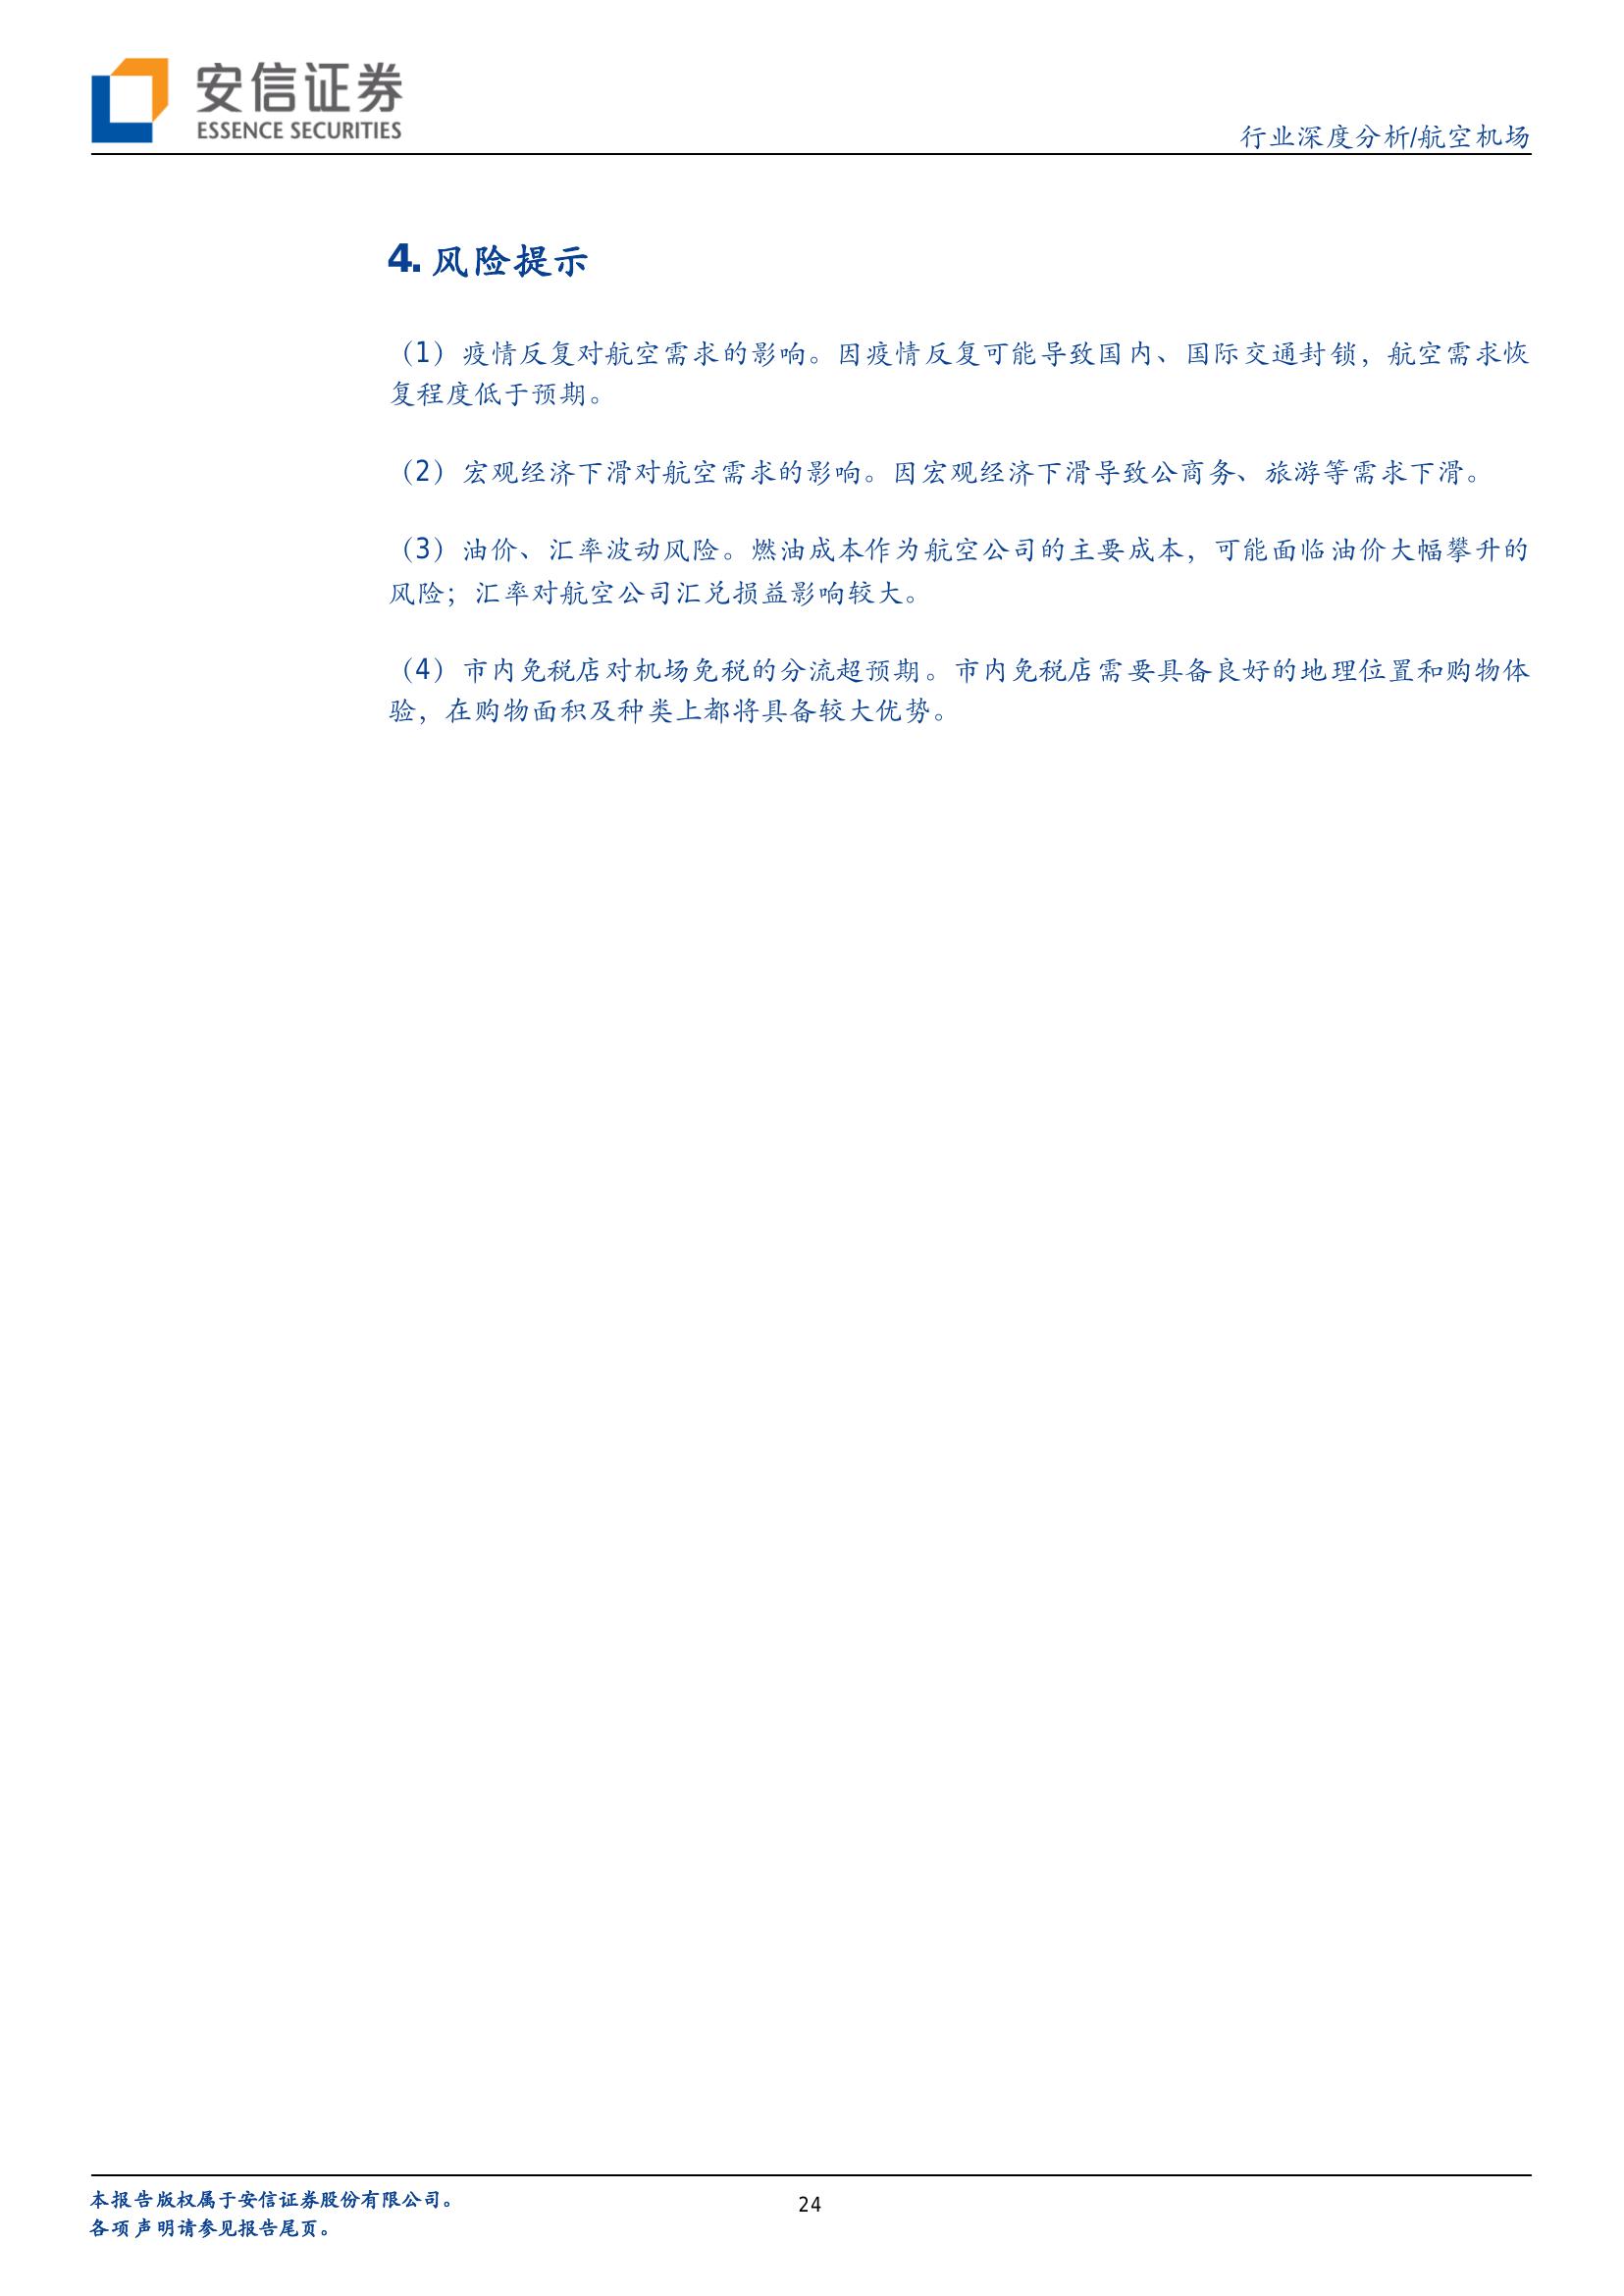 安信证券
ESSENCE SECURITIES
行业深度分析/航空机场
4. 风险提示
（1）疫情反复对航空需求的影响。因疫情反复可能导致国内、国际交通封锁，航空需求恢
复程度低于预期。
（2）宏观经济下滑对航空需求的影响。因宏观经济下滑导致公商务、旅游等需求下滑。
（3）油价、汇率波动风险。燃油成本作为航空公司的主要成本，可能面临油价大幅攀升的
风险；汇率对航空公司汇兑损益影响较大。
（4）市内免税店对机场免税的分流超预期。市内免税店需要具备良好的地理位置和购物体
验，在购物面积及种类上都将具备较大优势。
本报告版权属于安信证券股份有限公司。
24
各项声明请参见报告尾页。